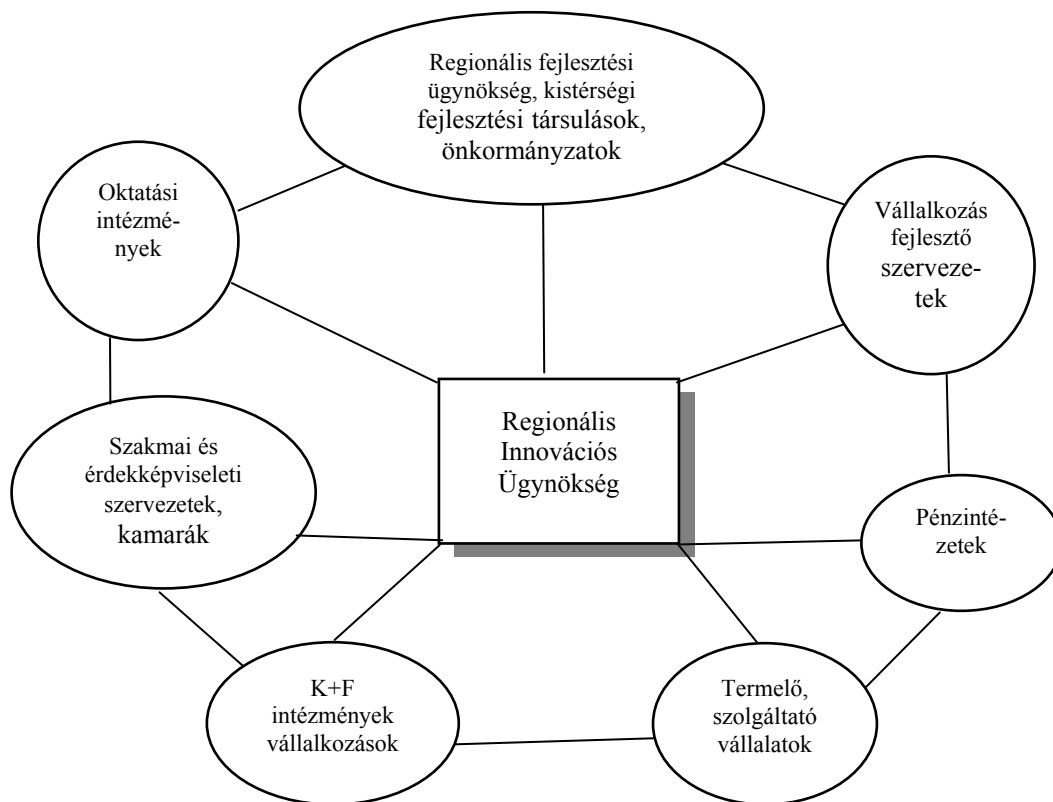 Regionális fejlesztési
ügynökség, kistérségi
fejlesztési társulások,
önkormányzatok
Oktatási
intézmé-
nyek
Vállalkozás
fejlesztő
szerveze-
tek
Regionális
Innovációs
Ügynökség
Szakmai és
érdekképviseleti
szervezetek,
kamarák
Pénzinté-
zetek
K+F
intézmények
vállalkozások
Termelő,
szolgáltató
vállalatok